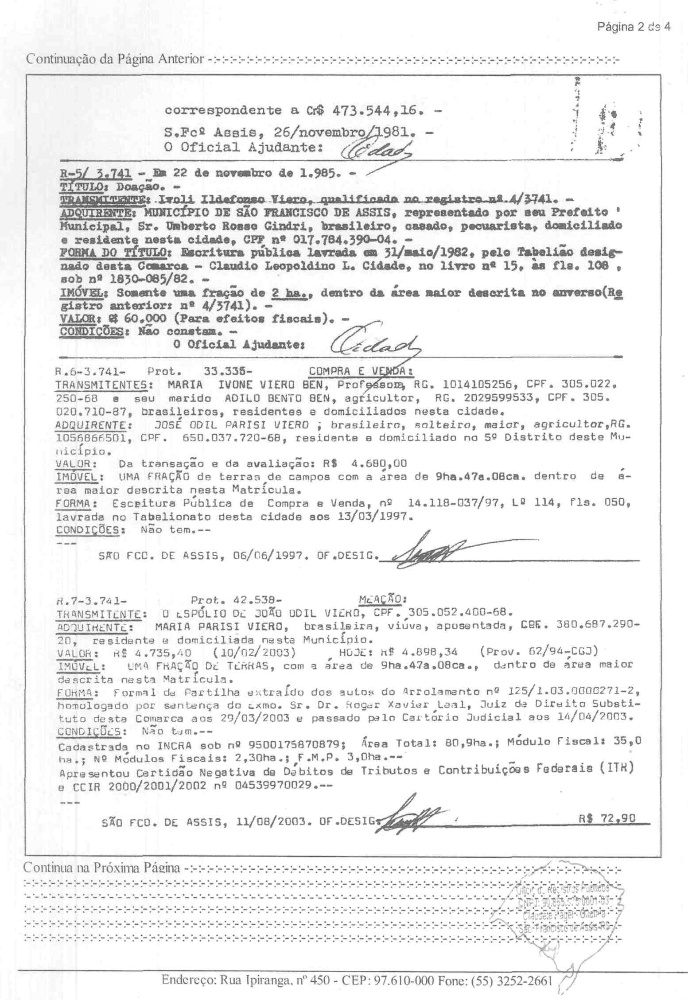 Página 2 de 4
Continuação da Página Anterior -:-:-:-:-:-:-:-:-:-:-:-:-:-:-:-:-:-:-:-:-:-:-:-:-:-:-:-:-:-:-:-:-:-:-:-:-:-:-:-:-:-:-:-:-:-:-:-:-
correspondente a Cr$ 473.544,16. -
S.Fcº Assis, 26/novembro/1981. -
O Oficial Ajudante:
R-5/ 3.741 - Em 22 de novembro de 1.985. -
TÍTULO: Doação. -
TRANSMITENTE: Ivoli Ildefonso Viero, qualificado no registro nº 4/3741. -
ADQUIRENTE: MUNICÍPIO DE SÃO FRANCISCO DE ASSIS, representado por seu Prefeito '
Municipal, Sr. Umberto Rosso Gindri, brasileiro, casado, pecuarista, domiciliado
e residente nesta cidade, CPF nº 017.784.390-04. -
FORMA DO TÍTULO: Escritura pública lavrada em 31/maio/1982, pelo Tabelião desig-
nado desta Comarca - Claudio Leopoldino L. Cidade, no livro nº 15, às fls. 108 ,
sob nº 1830-085/82. -
IMÓVEL: Somente uma fração de 2 ha., dentro da área maior descrita no anverso(Re
gistro anterior: nº 4/3741). -
VALOR: ₢$ 60.000 (Para efeitos fiscais). -
CONDIÇÕES: Não constam. -
O Oficial Ajudante:
R.6-3.741- Prot. 33.335- COMPRA E VENDA:
TRANSMITENTES: MARIA IVONE VIERO BEN, Professora, RG. 1014105256, CPF. 305.022.
250-68 e seu marido ADILO BENTO BEN, agrícultor, RG. 2029599533, CPF. 305.
020.710-87, brasileiros, residentes e domiciliados nesta cidade.
ADQUIRENTE: JOSÉ ODIL PARISI VIERO ; brasileiro, solteiro, maior, agricultor,RG.
1056866501, CPF. 650.037.720-68, residente e domiciliado no 5º Distrito deste Mu-
nicípio.
VALOR: Da transação e da avaliação: R$ 4.680,00
IMÓVEL: UMA FRAÇÃO de terras de campos com a área de 9ha.47a.08ca. dentro de á-
rea maior descrita nesta Matrícula.
FORMA: Escritura Pública de Compra e Venda, nº 14.118-037/97, Lº 114, fls. 050,
lavrada no Tabelionato desta cidade aos 13/03/1997.
CONDIÇÕES: Não tem.--
---
SÃO FCO. DE ASSIS, 06/06/1997. OF.DESIG.
R.7-3.741- Prot. 42.538- MEAÇÃO:
TRANSMITENTE: O ESPÓLIO DE JOÃO ODIL VIERO, CPF. 305.052.400-68.
ADQUIRENTE: MARIA PARISI VIERO, brasileira, viúva, aposentada, CPF. 380.687.290-
20, residente e domiciliada neste Município.
VALOR: R$ 4.735,40 (10/02/2003) HOJE: R$ 4.898,34 (Prov. 62/94-CGJ)
IMÓVEL: UMA FRAÇÃO DE TERRAS, com a área de 9ha.47a.08ca., dentro de área maior
descrita nesta Matrícula.
FORMA: Formal de Partilha extraído dos autos do Arrolamento nº 125/1.03.0000271-2,
homologado por sentença do Exmo. Sr. Dr. Roger Xavier Leal, Juiz de Direito Substi-
tuto desta Comarca aos 29/03/2003 e passado pelo Cartório Judicial aos 14/04/2003.
CONDIÇÕES: Não tem.--
Cadastrada no INCRA sob nº 9500175870879; Área Total: 80,9ha.; Módulo Fiscal: 35,0
ha.; Nº Módulos Fiscais: 2,30ha.; F.M.P. 3,0ha.--
Apresentou Certidão Negativa de Débitos de Tributos e Contribuições Federais (ITR)
e CCIR 2000/2001/2002 nº 04539970029.--
---
SÃO FCO. DE ASSIS, 11/08/2003. OF.DESIG. R$ 72,90
Continua na Próxima Página -:-:-:-:-:-:-:-:-:-:-:-:-:-:-:-:-:-:-:-:-:-:-:-:-:-:-:-:-:-:-:-:-:-:-:-:-:-:-:-:-:-:-:-:-:-:-:-:-:-
Ofício d. Registros Públicos
CNPJ:
Claudete Pagel - Oficiala
São Francisco de Assis-RS
Endereço: Rua Ipiranga, nº 450 - CEP: 97.610-000 Fone: (55) 3252-2661